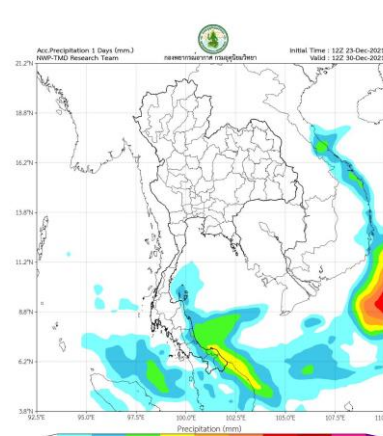 Acc.Precipitation 1 Days (mm.)
NWP-TMD Research Team
กองพยากรณ์อากาศ กรมอุตุนิยมวิทยา
Initial Time : 12Z 23-Dec-2021
Valid : 12Z 30-Dec-2021
21.2°N
18.8°N
16.2°N
13.8°N
11.2°N
8.8°N
6.2°N
3.8°N
92.5°E
95.0°E
97.5°E
100.0°E
102.5°E
105.0°E
107.5°E
110
Precipitation (mm)